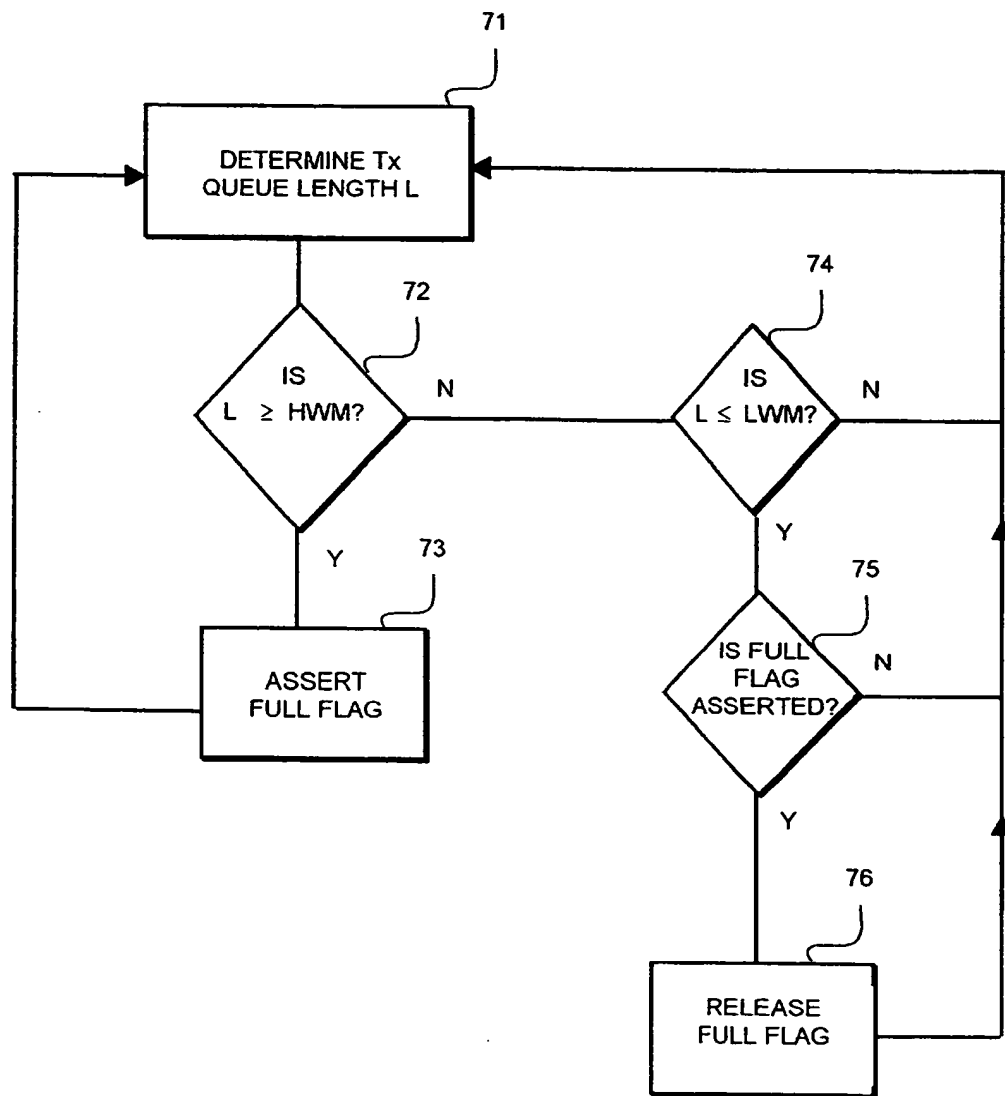 71
DETERMINE Tx
QUEUE LENGTH L
72
IS
L ≥ HWM?
N
Y
73
ASSERT
FULL FLAG
74
IS
L ≤ LWM?
N
Y
75
IS FULL
FLAG
ASSERTED?
N
Y
76
RELEASE
FULL FLAG